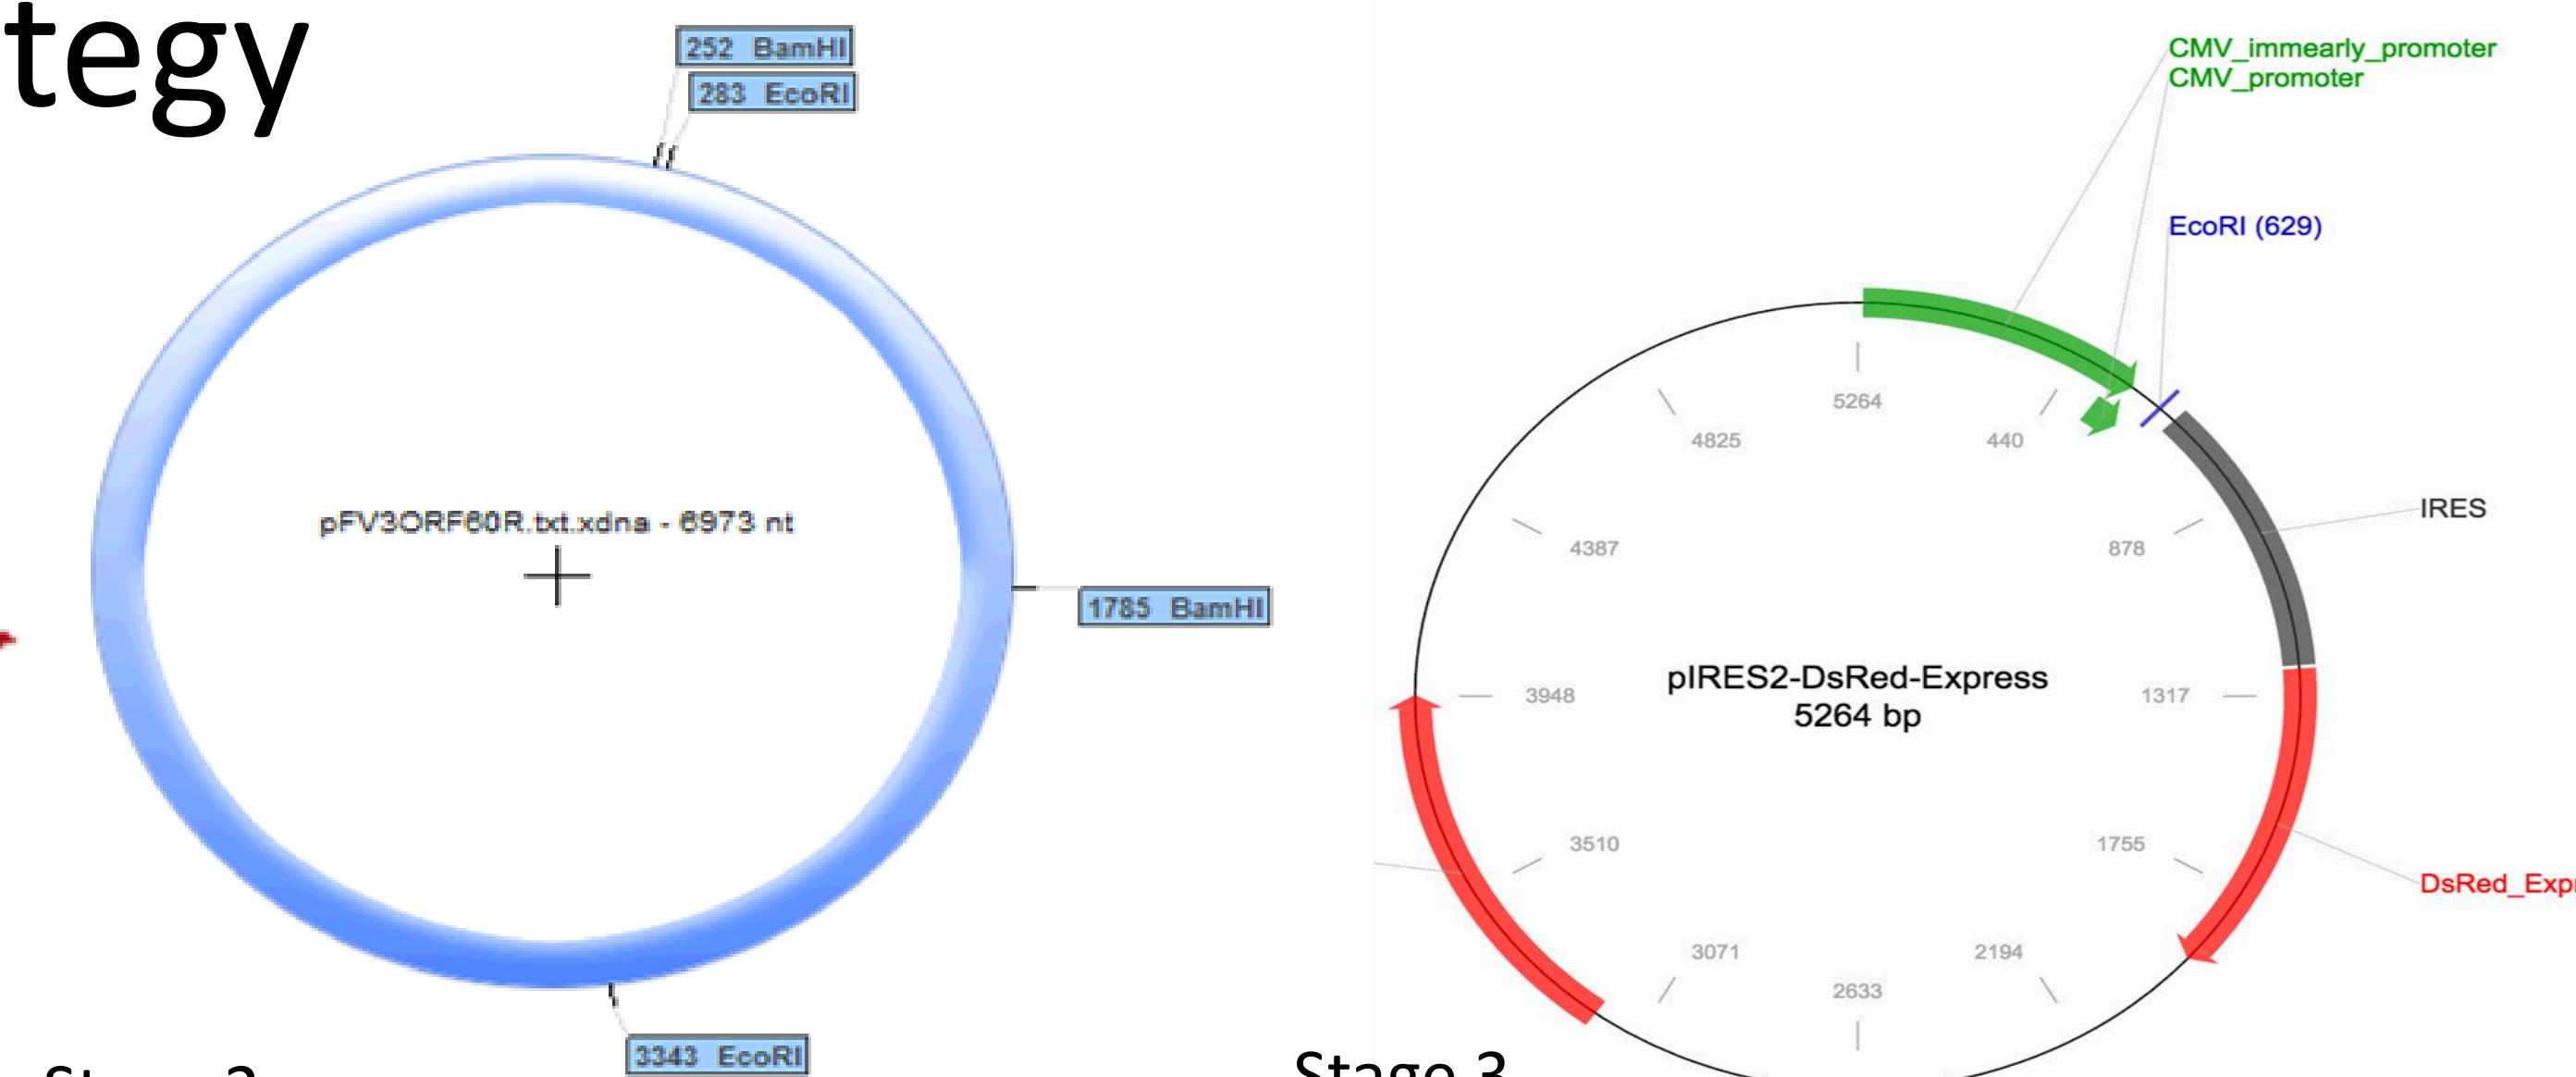 tegy
252 BamHI
283 EcoRI
pFV3ORF60R.txt.xdna - 6973 nt
1785 BamHI
3343 EcoRI
CMV_immearly_promoter
CMV_promoter
EcoRI (629)
5264
4825
440
4387
878
IRES
3948
pIRES2-DsRed-Express
5264 bp
1317
3510
1755
DsRed_Exp
3071
2194
2633
Stage 3